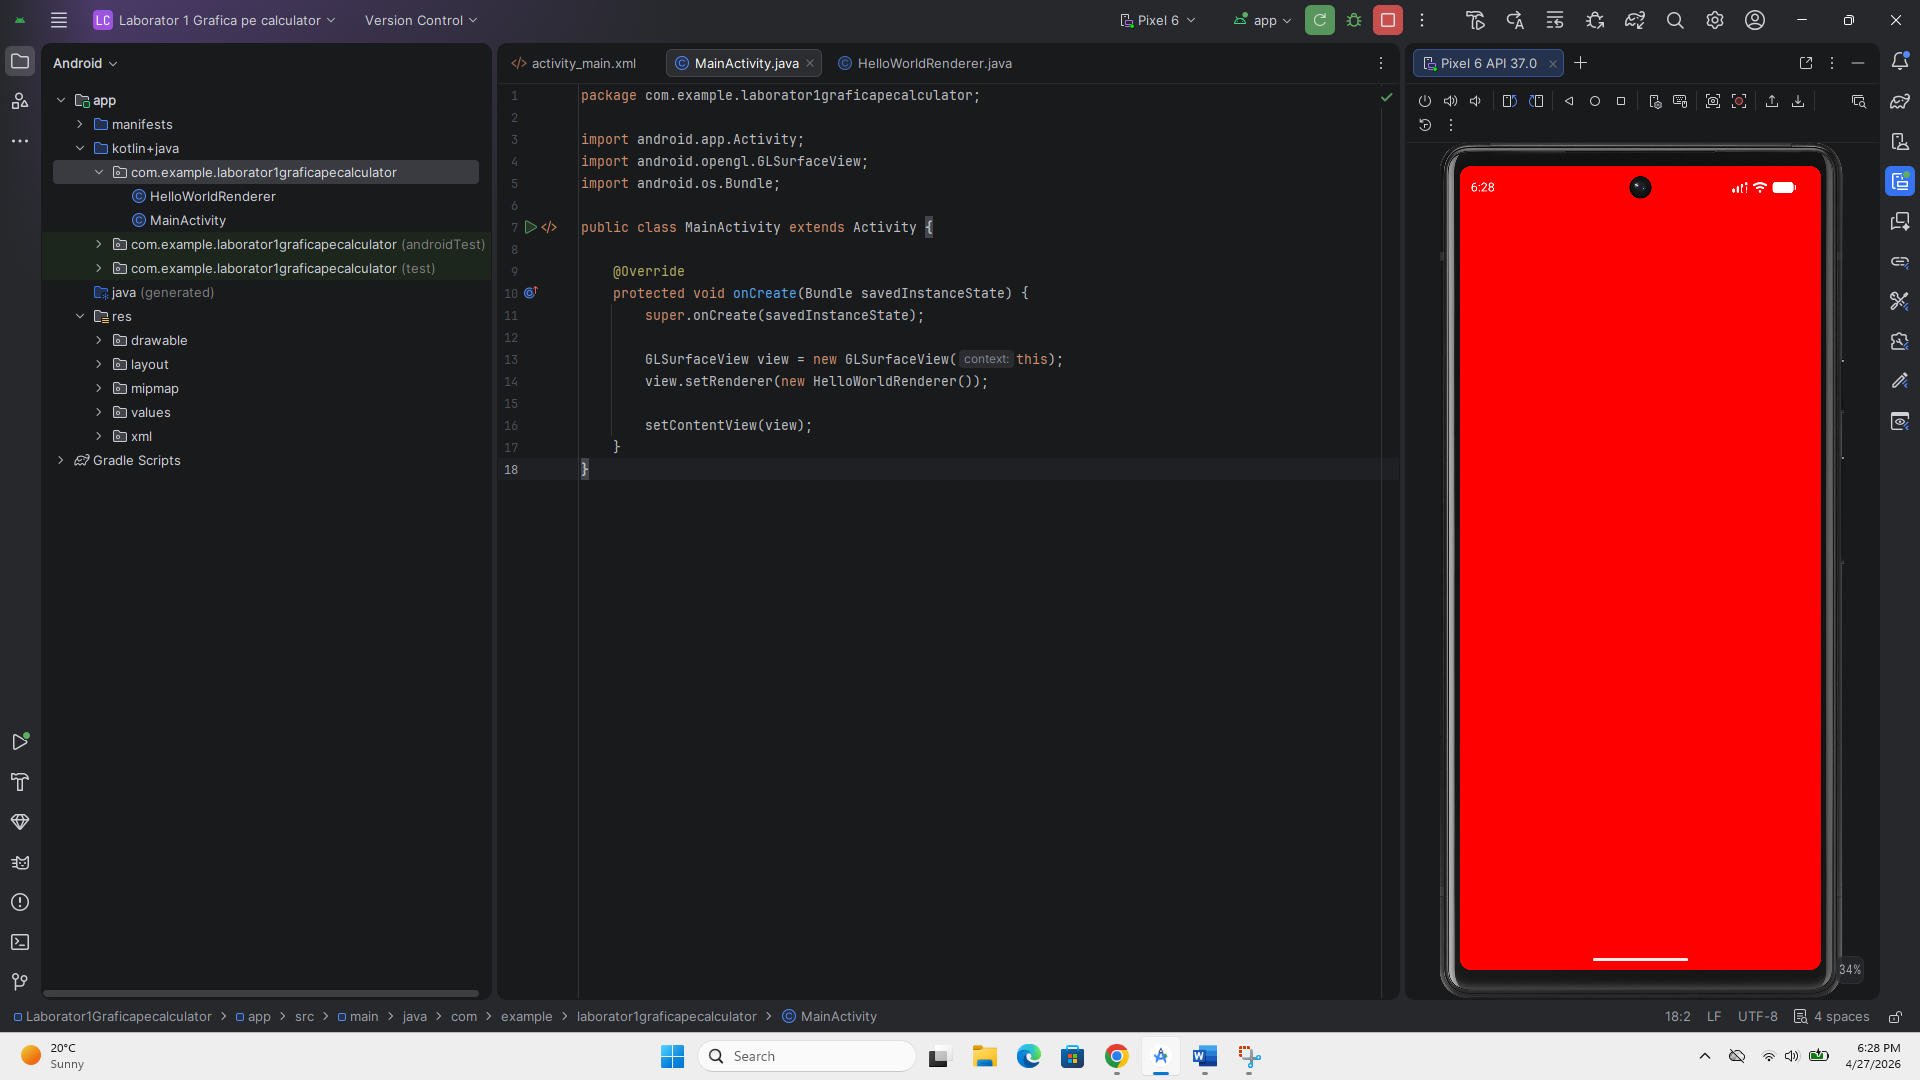 LC Laborator 1 Grafica pe calculator
Version Control
Pixel 6
app
Android
app
manifests
kotlin+java
com.example.laborator1graficapecalculator
HelloWorldRenderer
MainActivity
com.example.laborator1graficapecalculator (androidTest)
com.example.laborator1graficapecalculator (test)
java (generated)
res
drawable
layout
mipmap
values
xml
Gradle Scripts
activity_main.xml
MainActivity.java
HelloWorldRenderer.java
1 package com.example.laborator1graficapecalculator;
2
3 import android.app.Activity;
4 import android.opengl.GLSurfaceView;
5 import android.os.Bundle;
6
7 public class MainActivity extends Activity {
8
9 @Override
10 protected void onCreate(Bundle savedInstanceState) {
11 super.onCreate(savedInstanceState);
12
13 GLSurfaceView view = new GLSurfaceView( context: this);
14 view.setRenderer(new HelloWorldRenderer());
15
16 setContentView(view);
17 }
18 }
Pixel 6 API 37.0
6:28
34%
Laborator1Graficapecalculator > app > src > main > java > com > example > laborator1graficapecalculator > MainActivity
18:2 LF UTF-8 4 spaces
20°C
Sunny
Search
6:28 PM
4/27/2026